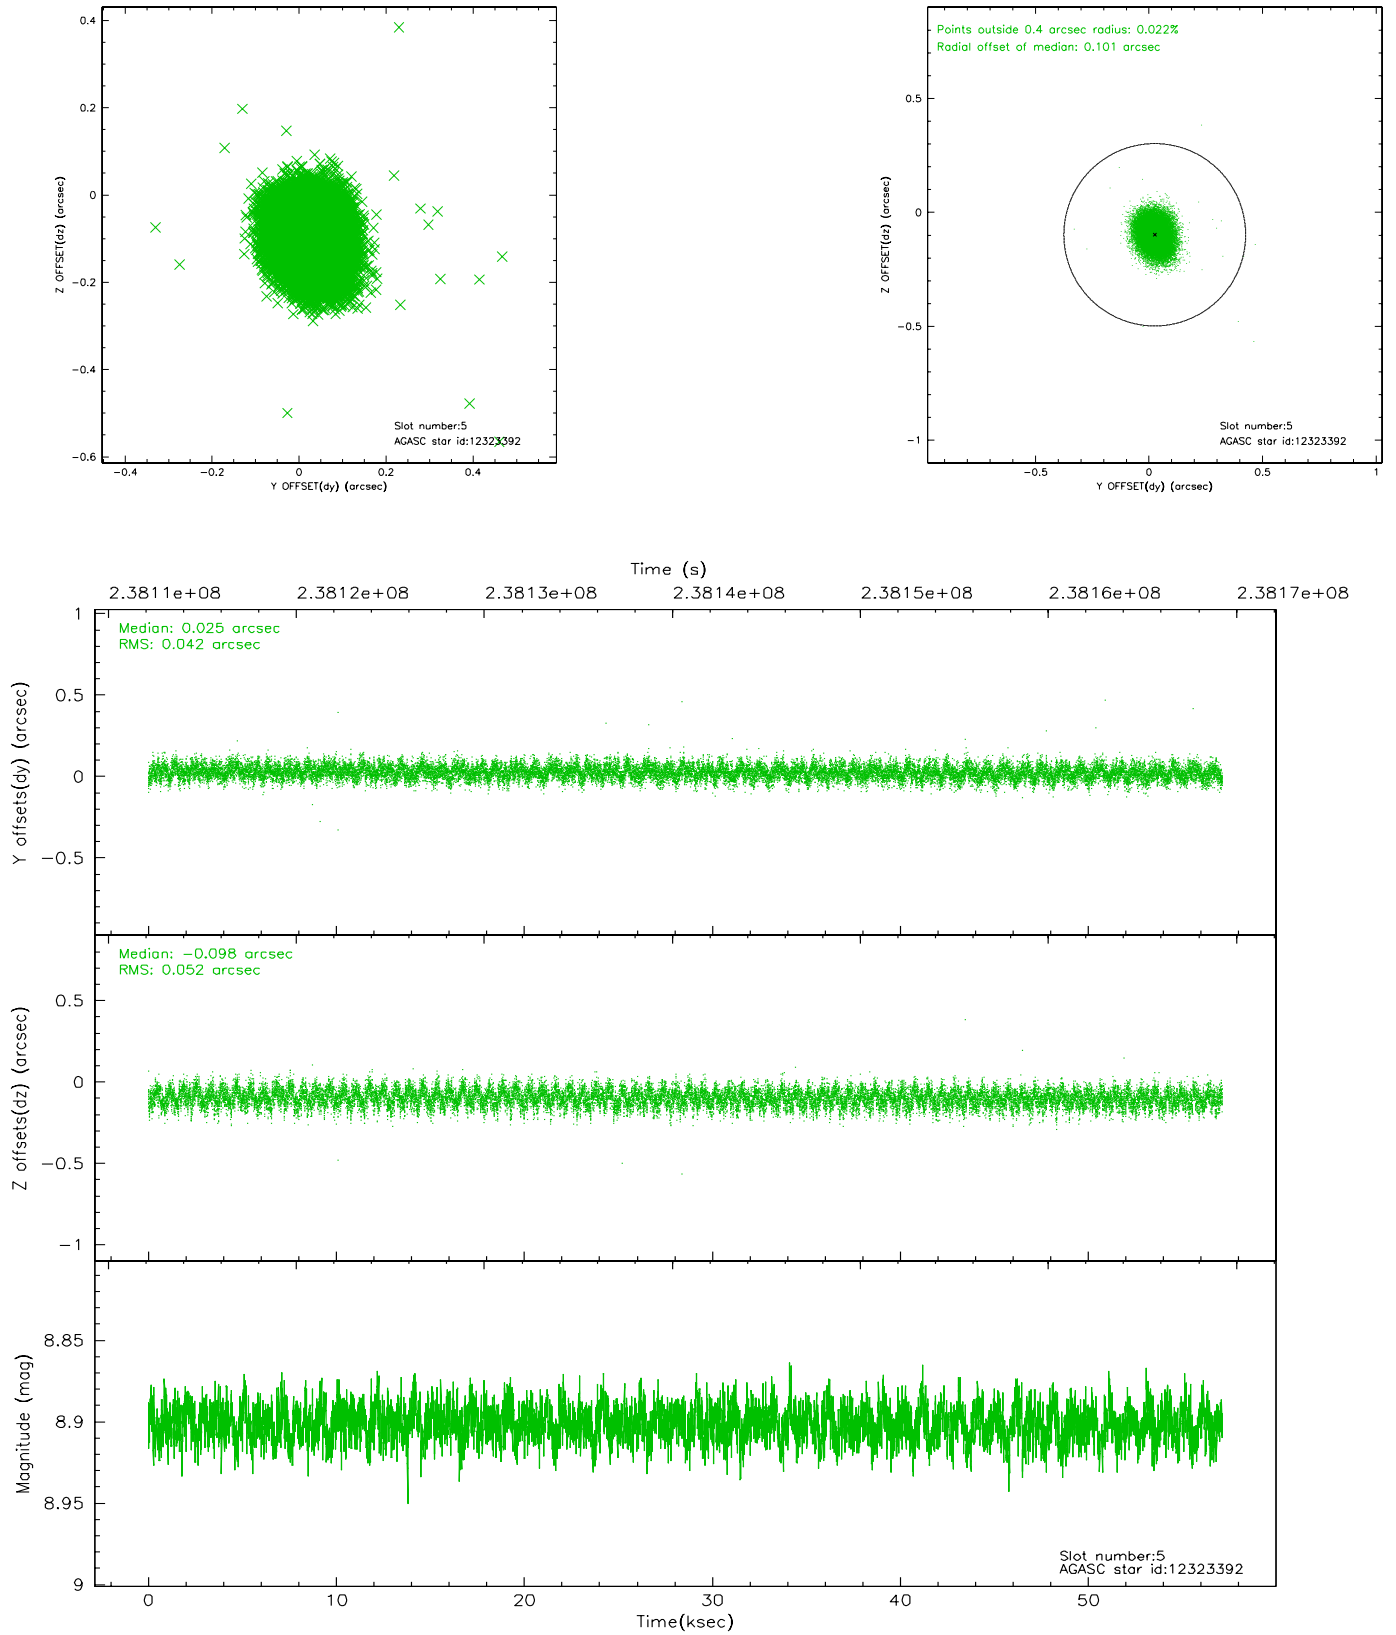 0.4
0.2
0
−0.2
−0.4
−0.6
Z OFFSET(dz) (arcsec)
−0.4
−0.2
0
0.2
0.4
Y OFFSET(dy) (arcsec)
Slot number:5
AGASC star id:12323392
Points outside 0.4 arcsec radius: 0.022%
Radial offset of median: 0.101 arcsec
0.5
0
−0.5
−1
Z OFFSET(dz) (arcsec)
−0.5
0
0.5
1
Y OFFSET(dy) (arcsec)
Slot number:5
AGASC star id:12323392
Time (s)
2.3811e+08
2.3812e+08
2.3813e+08
2.3814e+08
2.3815e+08
2.3816e+08
2.3817e+08
Median: 0.025 arcsec
RMS: 0.042 arcsec
1
0.5
0
−0.5
Y offsets(dy) (arcsec)
Median: −0.098 arcsec
RMS: 0.052 arcsec
0.5
0
−0.5
−1
Z offsets(dz) (arcsec)
8.85
8.9
8.95
9
Magnitude (mag)
Slot number:5
AGASC star id:12323392
0
10
20
30
40
50
Time(ksec)